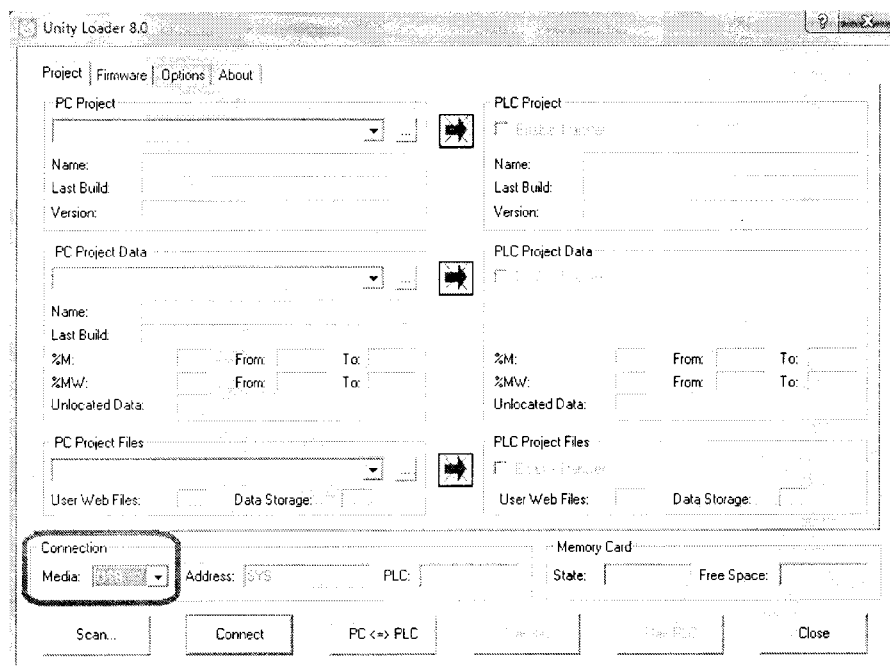 Unity Loader 8.0
Project Firmware Options About
PC Project
PLC Project
...
Name:
Name:
Last Build:
Last Build:
Version:
Version:
PC Project Data
PLC Project Data
...
Name:
Last Build:
%M: From: To:
%M: From: To:
%MW: From: To:
%MW: From: To:
Unlocated Data:
Unlocated Data:
PC Project Files
PLC Project Files
...
User Web Files: Data Storage:
User Web Files: Data Storage:
Connection
Memory Card
Media: Address: SYS PLC:
State: Free Space:
Scan... Connect PC <=> PLC Close